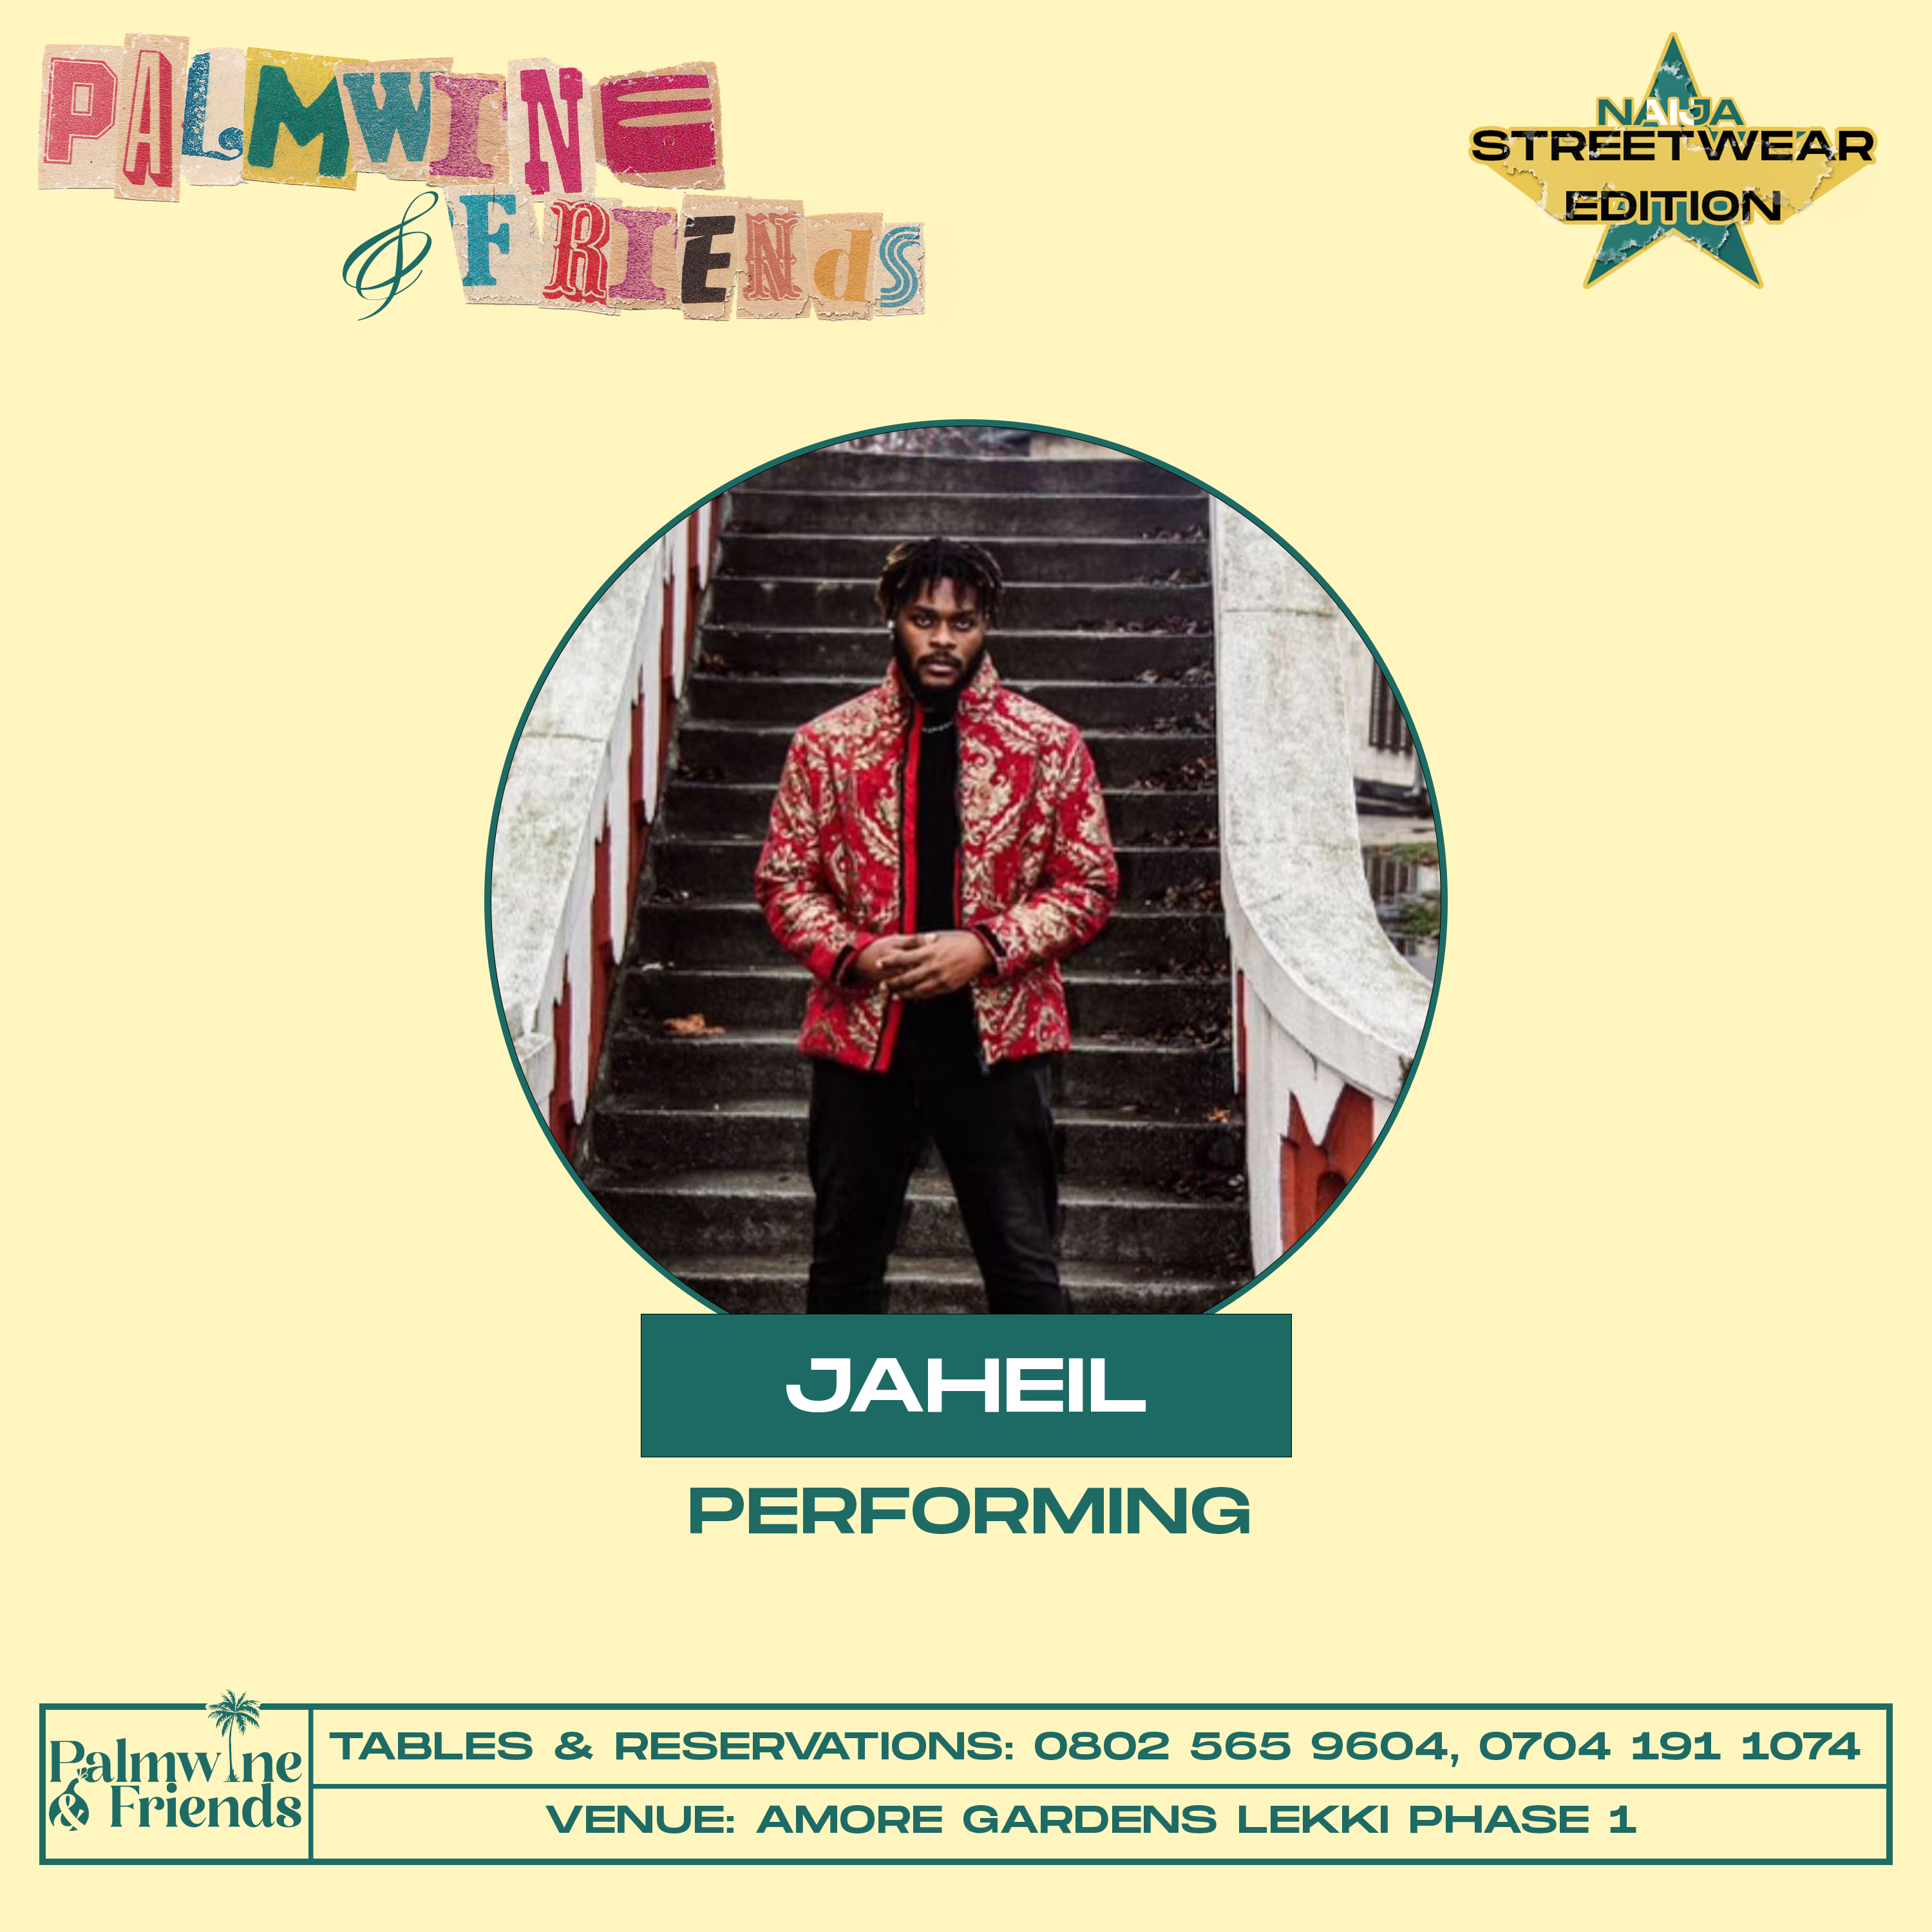 PALMWINE
& FRIENds
NAIJA
STREETWEAR
EDITION
JAHEIL
PERFORMING
Palmwine
& Friends
TABLES & RESERVATIONS: 0802 565 9604, 0704 191 1074
VENUE: AMORE GARDENS LEKKI PHASE 1